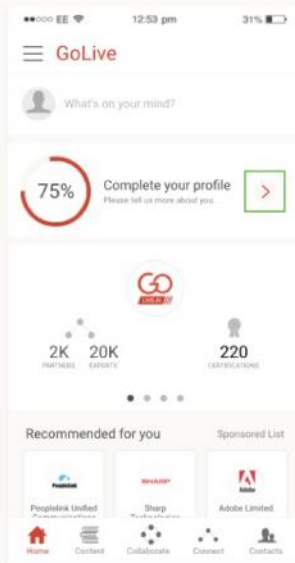 EE 12:53 pm 31%
GoLive
What's on your mind?
75%
Complete your profile
Please tell us more about you
GO
LIVE IN
2K 20K 220
PARTNERS EXPERTS CERTIFICATIONS
Recommended for you Sponsored List
Peoplelink SHARP Adobe
Peoplelink Unified Sharp Adobe Limited
Communications Technologies
Home Content Collaborate Connect Contacts